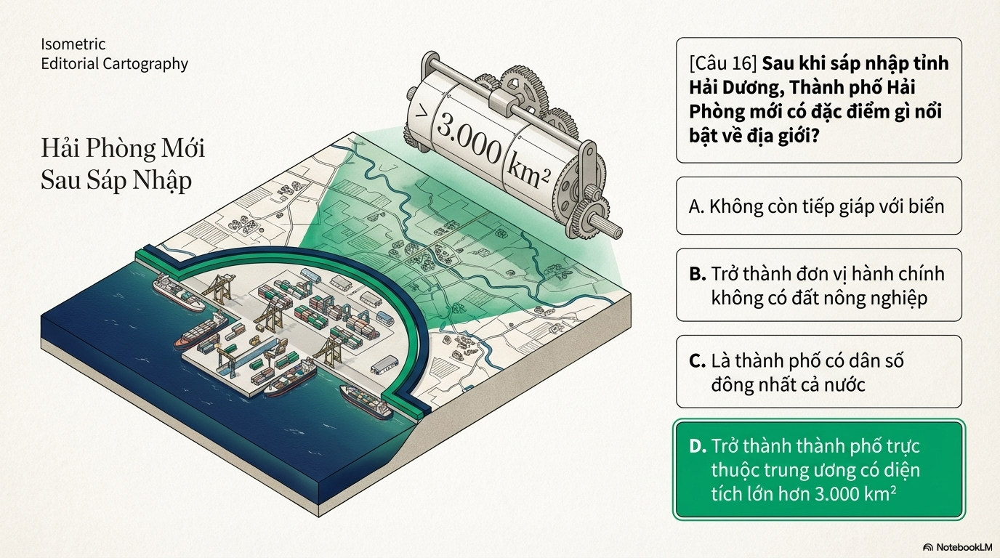 Isometric
Editorial Cartography
Hải Phòng Mới
Sau Sáp Nhập
> 3.000 km²
[Câu 16] Sau khi sáp nhập tỉnh
Hải Dương, Thành phố Hải
Phòng mới có đặc điểm gì nổi
bật về địa giới?
A. Không còn tiếp giáp với biển
B. Trở thành đơn vị hành chính
không có đất nông nghiệp
C. Là thành phố có dân số
đông nhất cả nước
D. Trở thành thành phố trực
thuộc trung ương có diện
tích lớn hơn 3.000 km²
NotebookLM